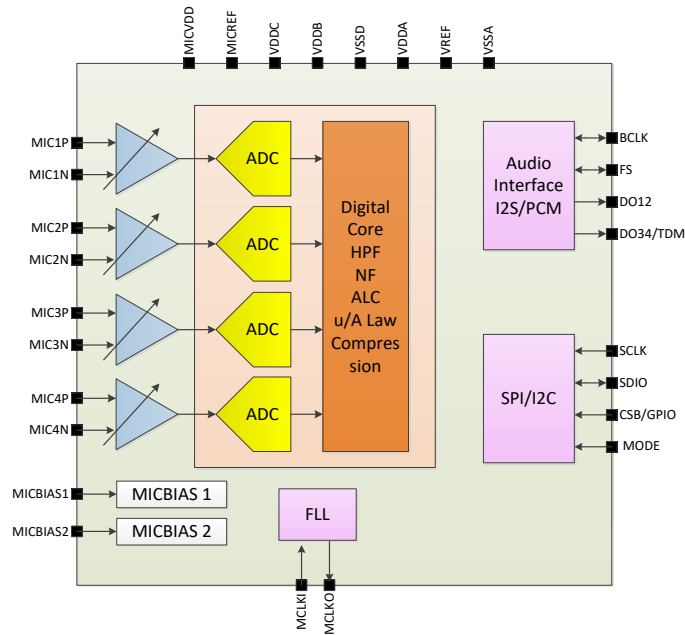 MICVDD
MICREF
VDDC
VDDB
VSSD
VDDA
VREF
VSSA
MIC1P
MIC1N
MIC2P
MIC2N
MIC3P
MIC3N
MIC4P
MIC4N
MICBIAS1
MICBIAS2
ADC
ADC
ADC
ADC
Digital
Core
HPF
NF
ALC
u/A Law
Compres
sion
Audio
Interface
I2S/PCM
BCLK
FS
DO12
DO34/TDM
SPI/I2C
SCLK
SDIO
CSB/GPIO
MODE
MICBIAS 1
MICBIAS 2
FLL
MCLKI
MCLKO